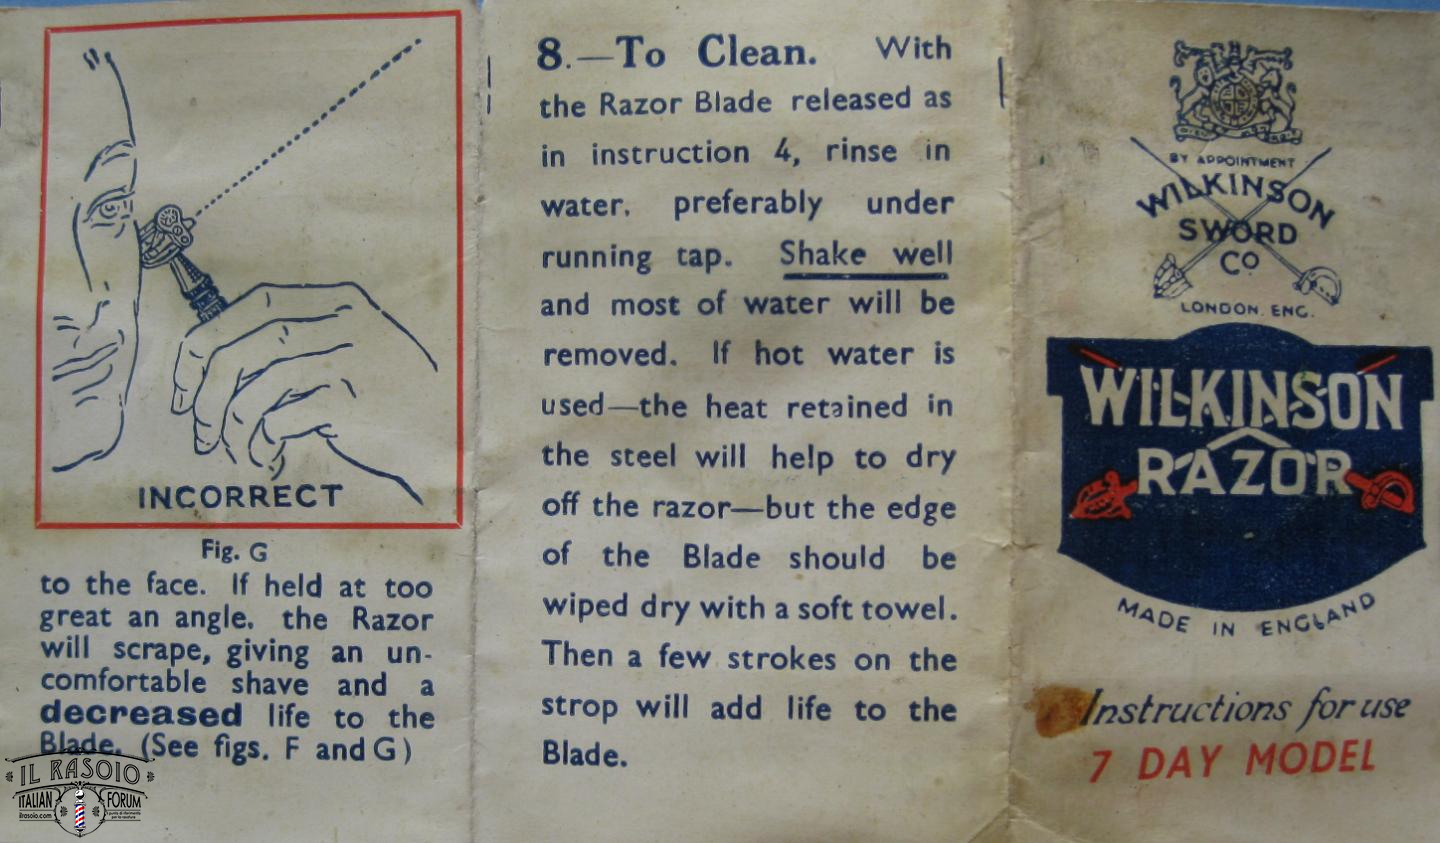 INCORRECT
Fig. G
to the face. If held at too
great an angle, the Razor
will scrape, giving an un-
comfortable shave and a
decreased life to the
Blade. (See figs. F and G)
IL RASOIO
ITALIAN FORUM
ilrasoio.com
8.—To Clean. With
the Razor Blade released as
in instruction 4, rinse in
water, preferably under
running tap. Shake well
and most of water will be
removed. If hot water is
used—the heat retained in
the steel will help to dry
off the razor—but the edge
of the Blade should be
wiped dry with a soft towel.
Then a few strokes on the
strop will add life to the
Blade.
BY APPOINTMENT
WILKINSON
SWORD
CO
LONDON. ENG.
WILKINSON
RAZOR
MADE IN ENGLAND
Instructions for use
7 DAY MODEL